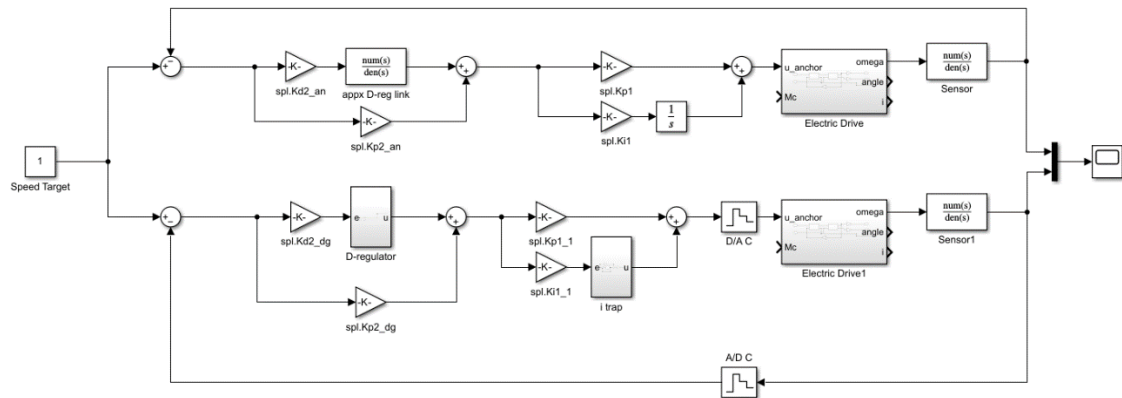 -K-
spl.Kd2_an
num(s)
den(s)
appx D-reg link
-K-
spl.Kp2_an
-K-
spl.Kp1
-K-
spl.Ki1
1
s
u_anchor
Mc
omega
angle
i
Electric Drive
num(s)
den(s)
Sensor
1
Speed Target
-K-
spl.Kd2_dg
e u
D-regulator
-K-
spl.Kp2_dg
-K-
spl.Kp1_1
-K-
spl.Ki1_1
e u
i trap
D/A C
u_anchor
Mc
omega
angle
i
Electric Drive1
num(s)
den(s)
Sensor1
A/D C